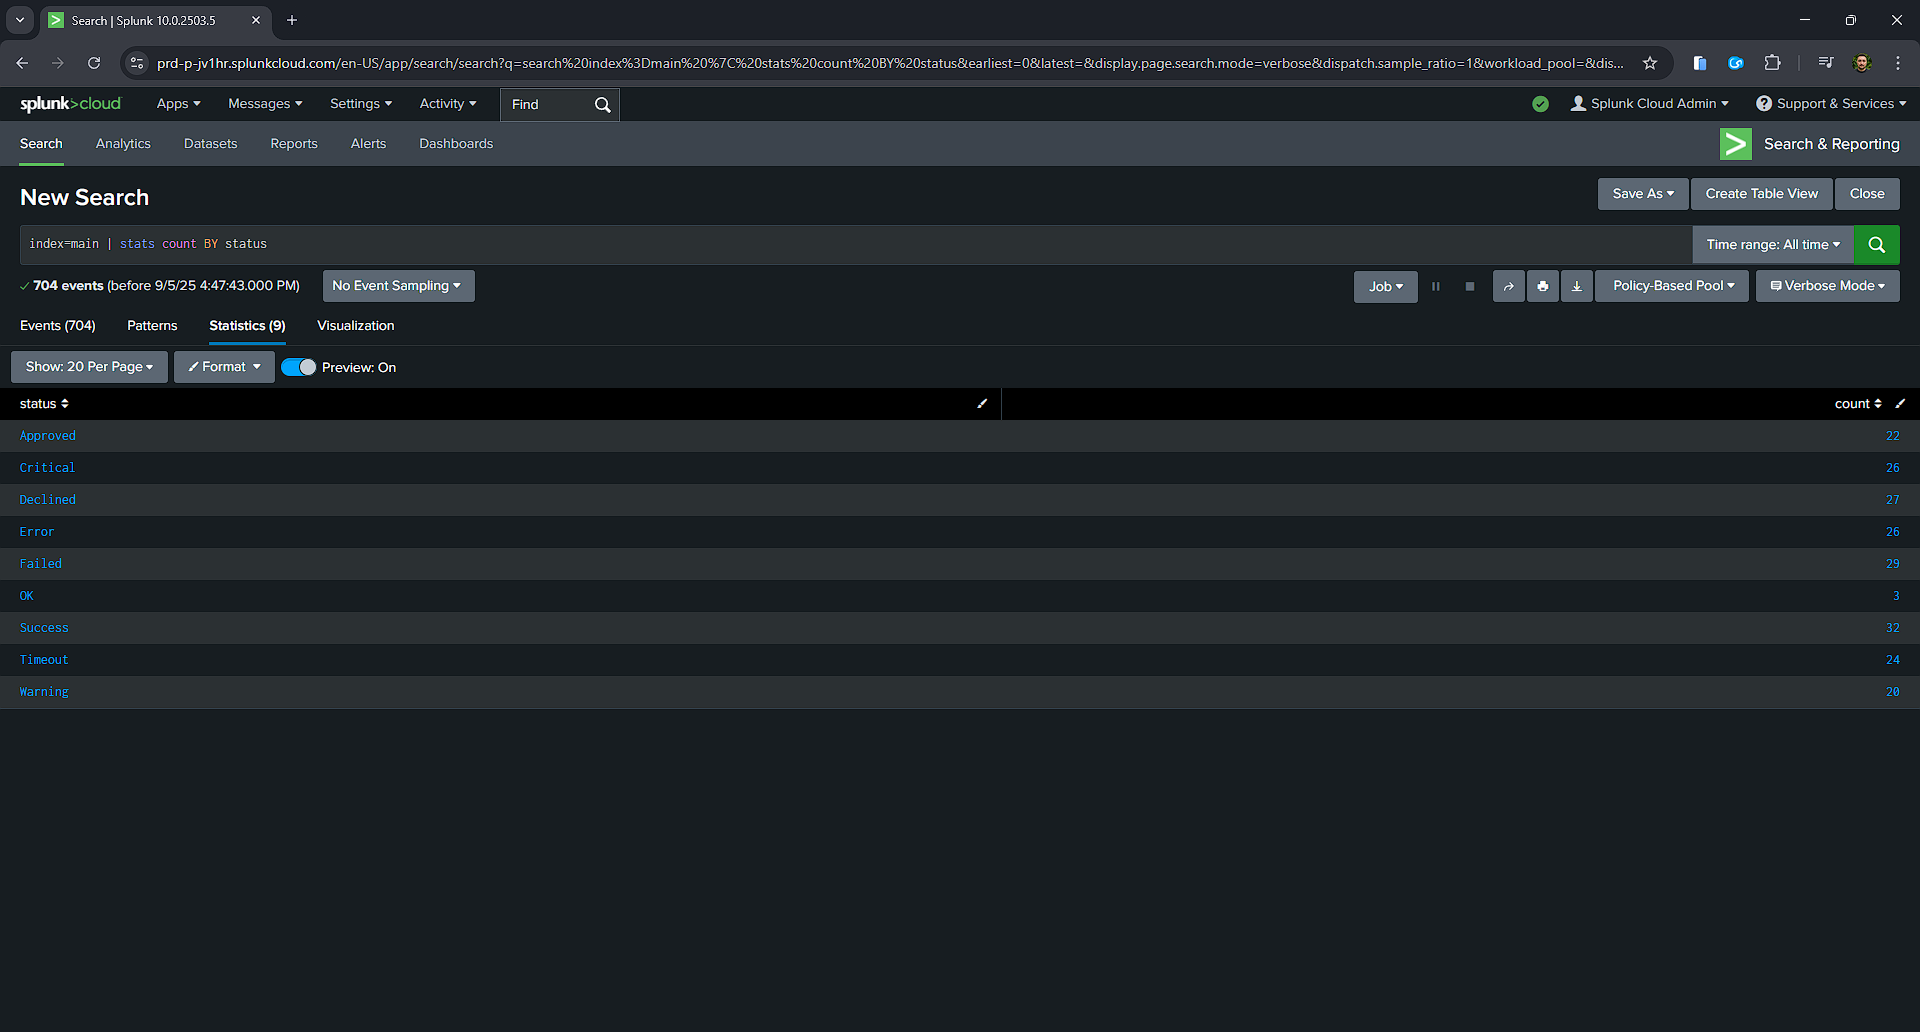 Search | Splunk 10.0.2503.5
prd-p-jv1hr.splunkcloud.com/en-US/app/search/search?q=search%20index%3Dmain%20%7C%20stats%20count%20BY%20status&earliest=0&latest=&display.page.search.mode=verbose&dispatch.sample_ratio=1&workload_pool=&dis...
splunk>cloud Apps Messages Settings Activity Find Splunk Cloud Admin ? Support & Services
Search Analytics Datasets Reports Alerts Dashboards > Search & Reporting
New Search Save As Create Table View Close
index=main | stats count BY status Time range: All time
704 events (before 9/5/25 4:47:43.000 PM) No Event Sampling Job Policy-Based Pool Verbose Mode
Events (704) Patterns Statistics (9) Visualization
Show: 20 Per Page Format Preview: On
status count
Approved 22
Critical 26
Declined 27
Error 26
Failed 29
OK 3
Success 32
Timeout 24
Warning 20